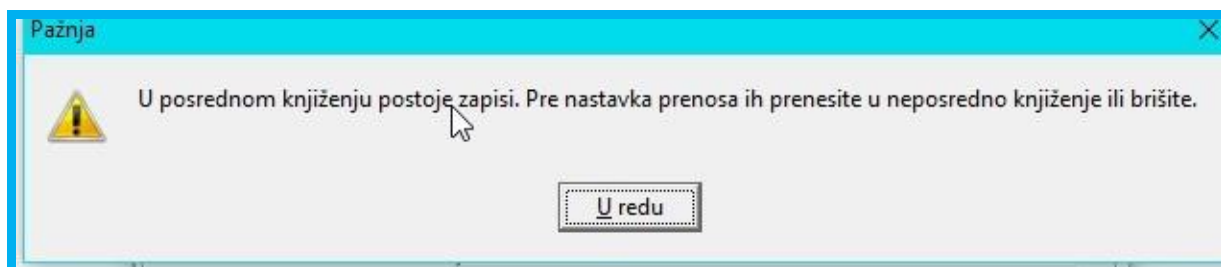 Pažnja
U posrednom knjiženju postoje zapisi. Pre nastavka prenosa ih prenesite u neposredno knjiženje ili brišite.
U redu